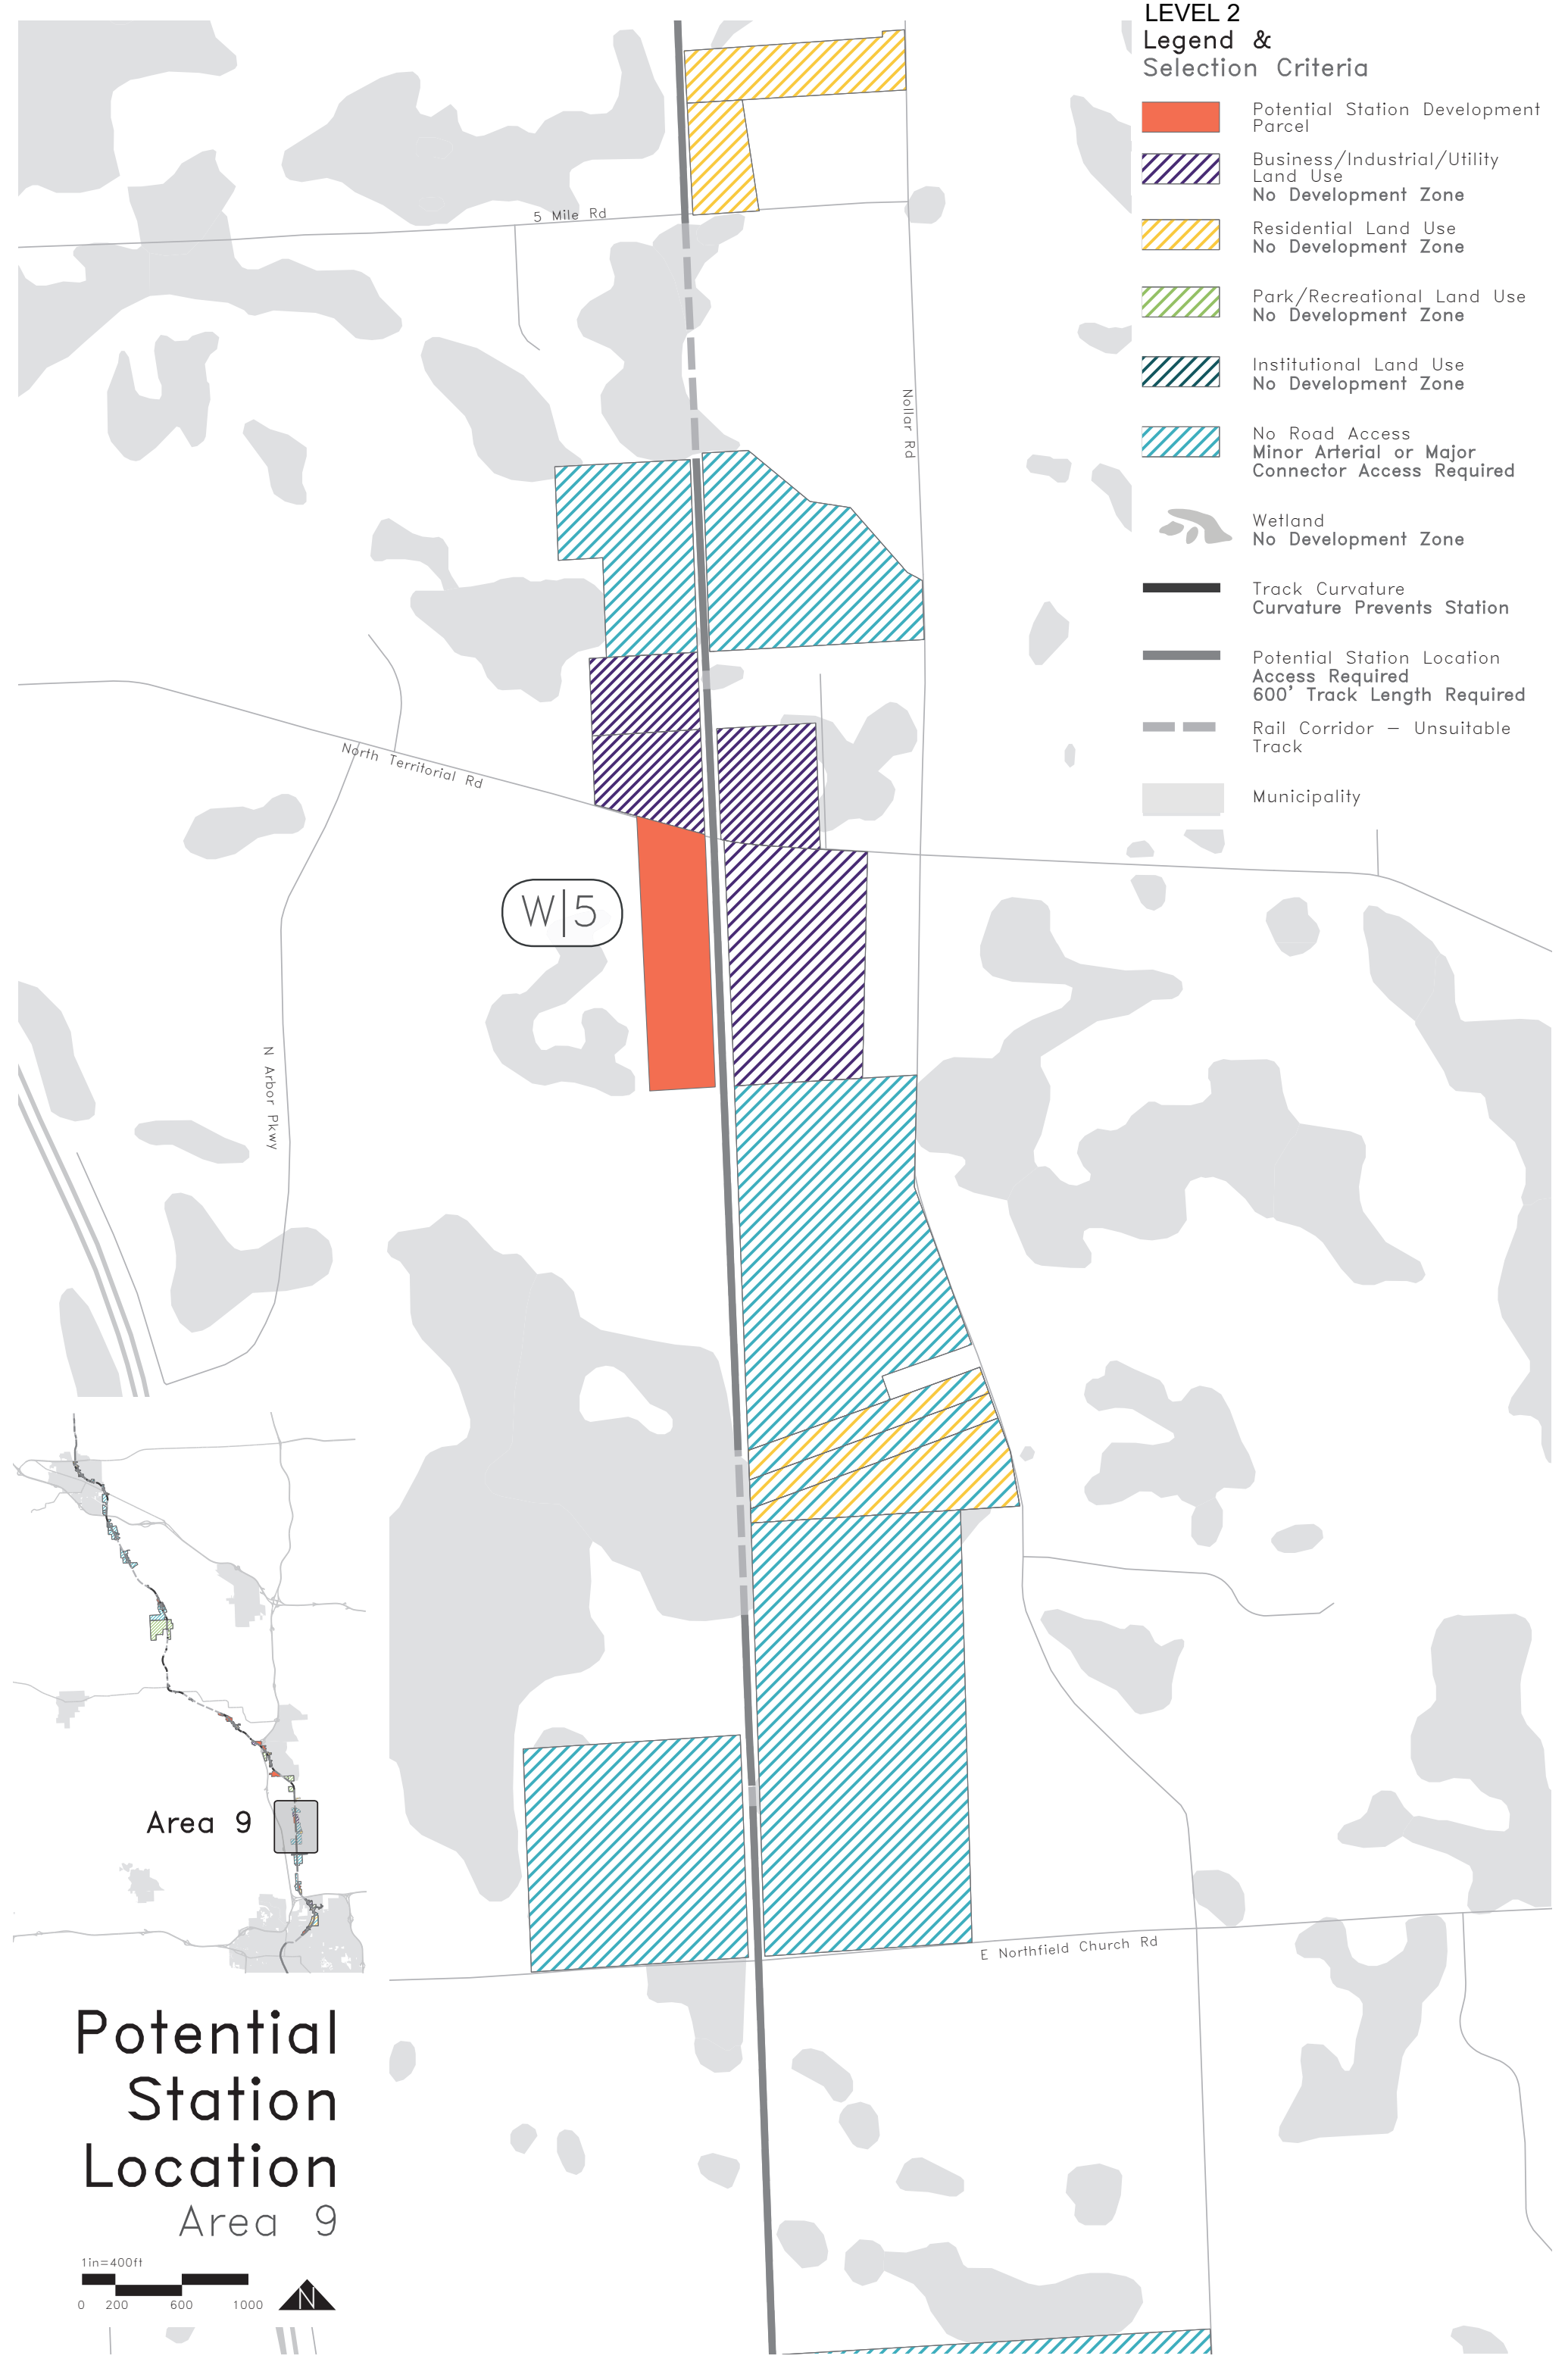 LEVEL 2
Legend &
Selection Criteria
Potential Station Development
Parcel
Business/Industrial/Utility
Land Use
No Development Zone
Residential Land Use
No Development Zone
Park/Recreational Land Use
No Development Zone
Institutional Land Use
No Development Zone
No Road Access
Minor Arterial or Major
Connector Access Required
Wetland
No Development Zone
Track Curvature
Curvature Prevents Station
Potential Station Location
Access Required
600' Track Length Required
Rail Corridor – Unsuitable
Track
Municipality
5 Mile Rd
Nollar Rd
North Territorial Rd
W|5
N Arbor Pkwy
E Northfield Church Rd
Area 9
Potential
Station
Location
Area 9
1in=400ft
0 200 600 1000
N